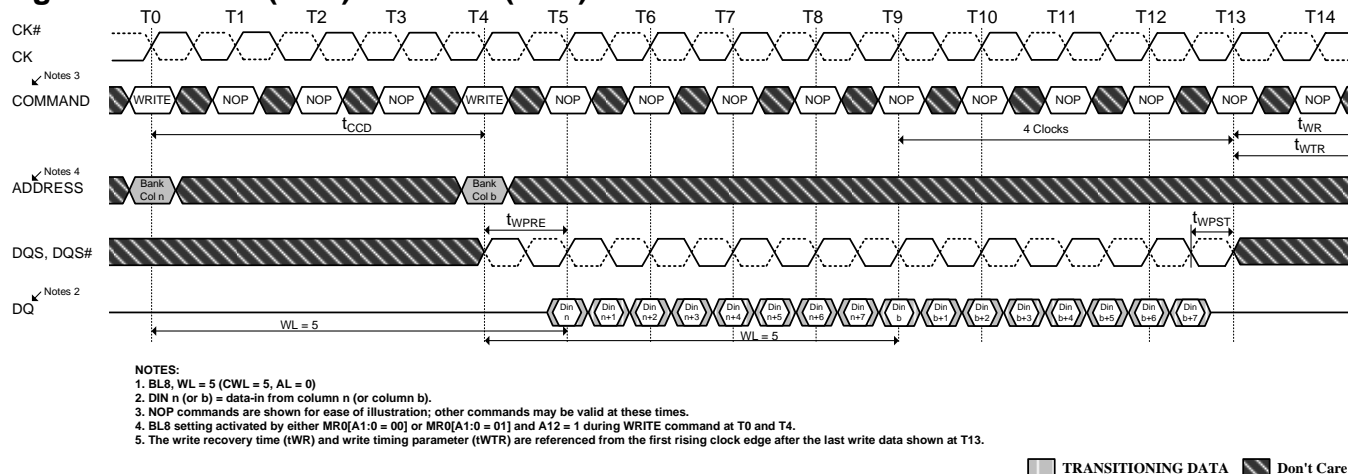 T0 T1 T2 T3 T4 T5 T6 T7 T8 T9 T10 T11 T12 T13 T14
CK#
CK
Notes 3
COMMAND WRITE NOP NOP NOP WRITE NOP NOP NOP NOP NOP NOP NOP NOP NOP NOP
tCCD 4 Clocks tWR
tWTR
Notes 4
ADDRESS
Bank Col n
Bank Col b
tWPRE tWPST
DQS, DQS#
Notes 2
DQ
Din n Din n+1 Din n+2 Din n+3 Din n+4 Din n+5 Din n+6 Din n+7 Din b Din b+1 Din b+2 Din b+3 Din b+4 Din b+5 Din b+6 Din b+7
WL = 5 WL = 5
NOTES:
1. BL8, WL = 5 (CWL = 5, AL = 0)
2. DIN n (or b) = data-in from column n (or column b).
3. NOP commands are shown for ease of illustration; other commands may be valid at these times.
4. BL8 setting activated by either MR0[A1:0 = 00] or MR0[A1:0 = 01] and A12 = 1 during WRITE command at T0 and T4.
5. The write recovery time (tWR) and write timing parameter (tWTR) are referenced from the first rising clock edge after the last write data shown at T13.
TRANSITIONING DATA Don't Care